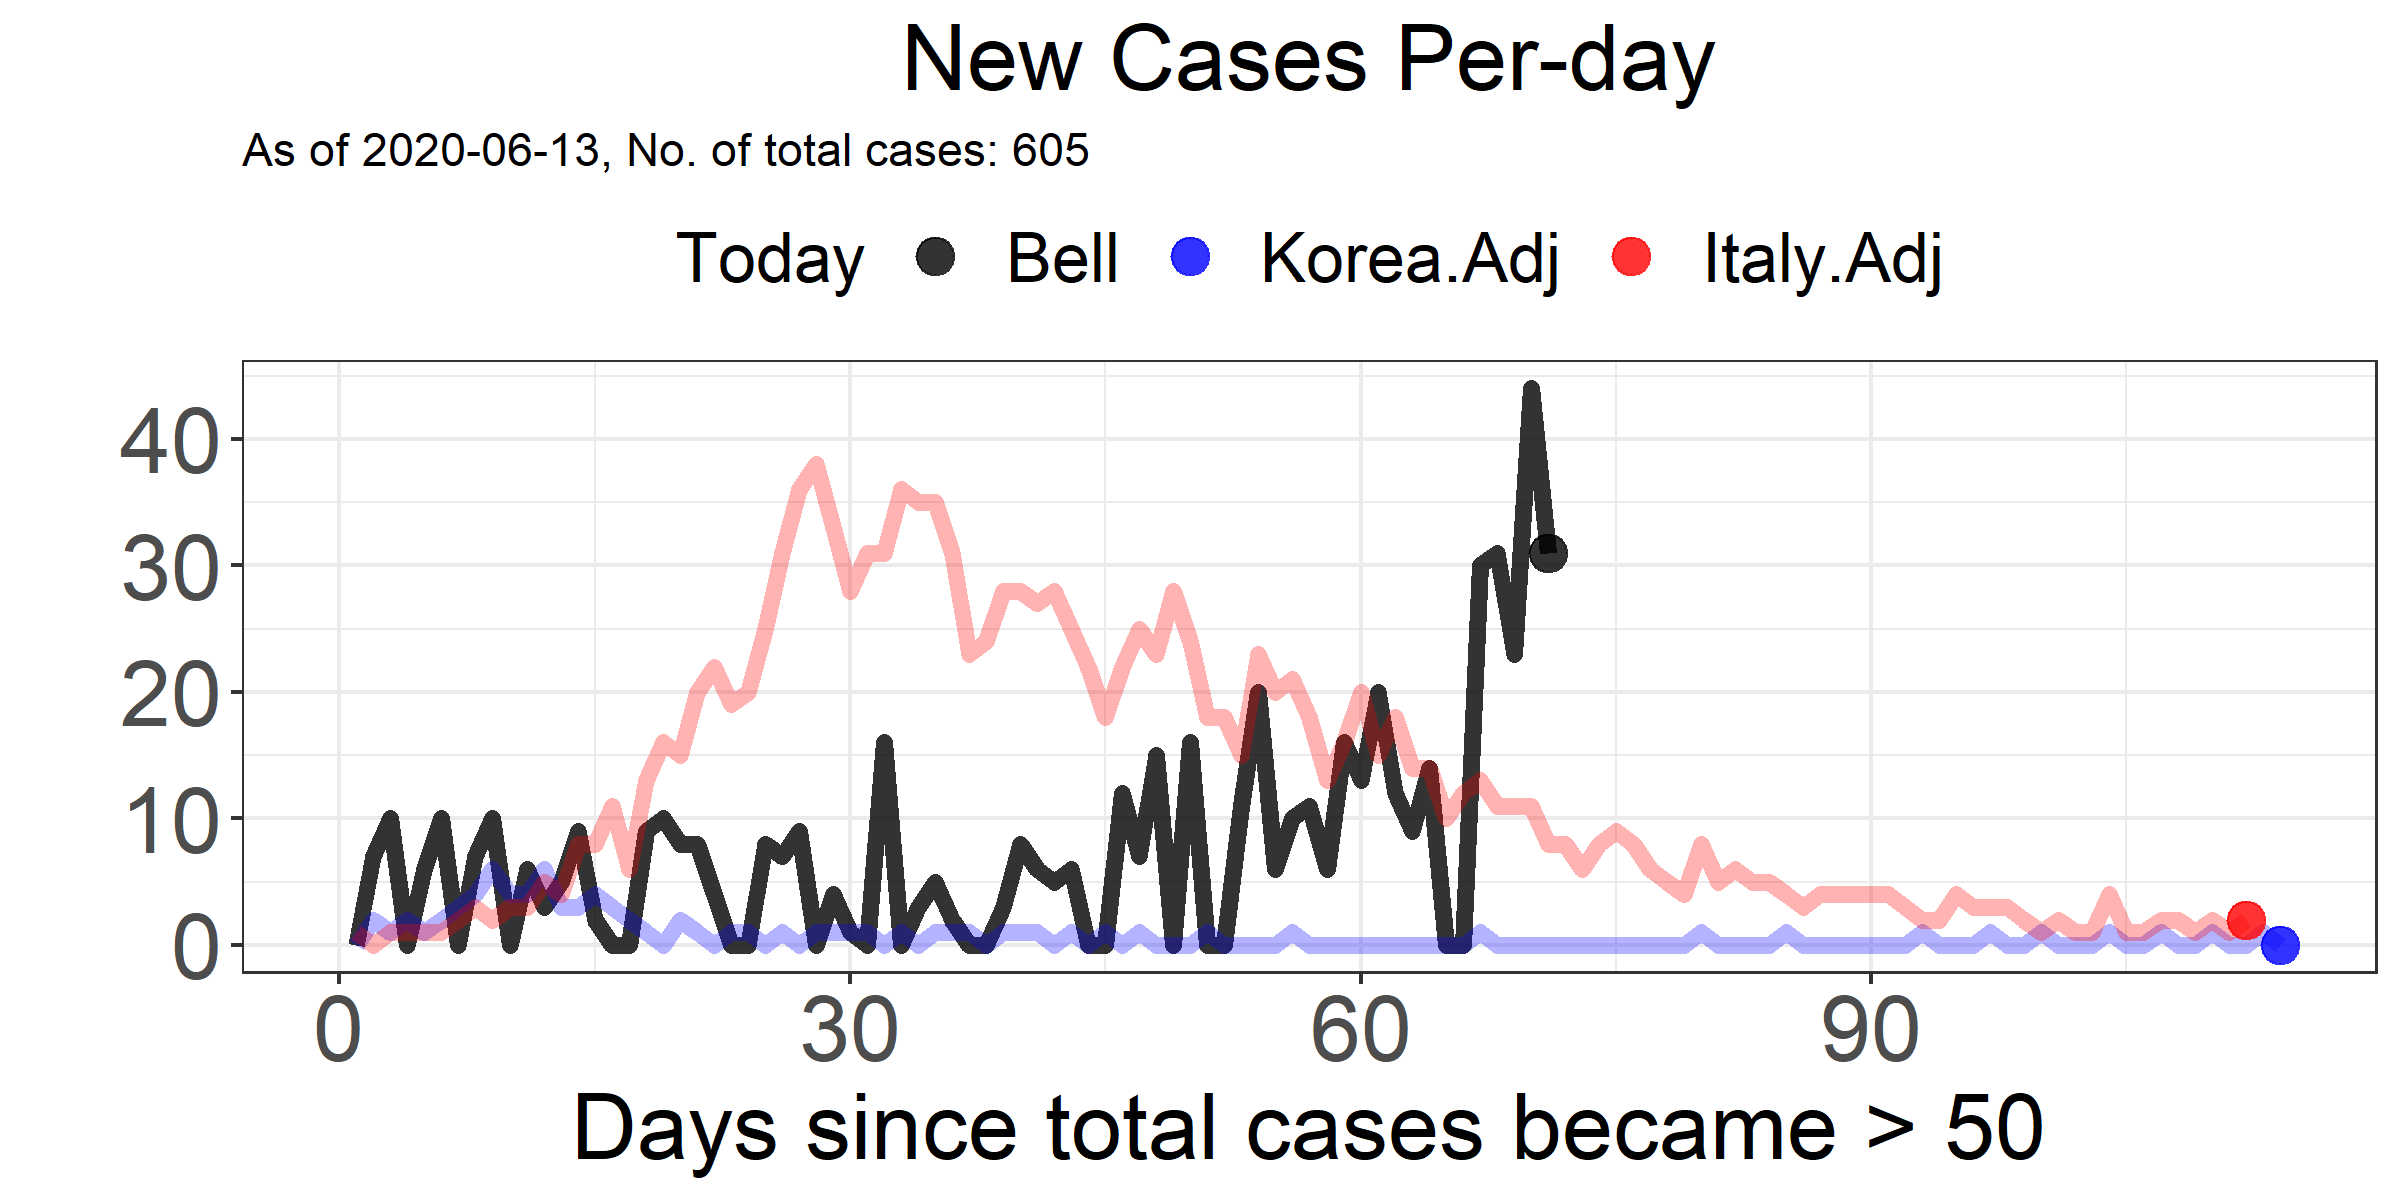 New Cases Per-day
As of 2020-06-13, No. of total cases: 605
Today Bell Korea.Adj Italy.Adj
40
30
20
10
0
0 30 60 90
Days since total cases became > 50